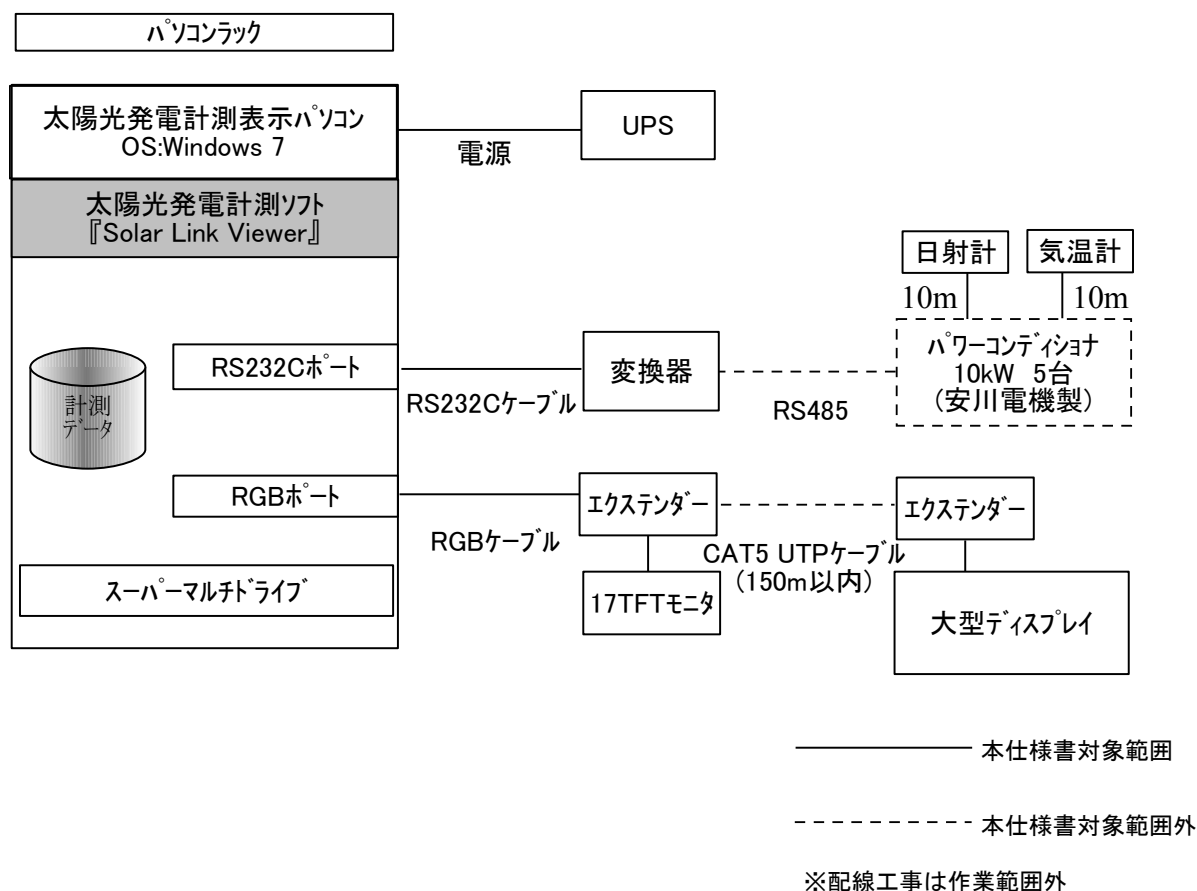 ﾊﾟｿｺﾝラック
太陽光発電計測表示ﾊﾟｿｺﾝ
OS:Windows 7
電源
UPS
太陽光発電計測ｿﾌﾄ
『Solar Link Viewer』
日射計
気温計
10m
10m
計測
ﾃﾞｰﾀ
RS232Cﾎﾟｰﾄ
RS232Cｹｰﾌﾞﾙ
変換器
RS485
ﾊﾟﾜｰｺﾝﾃﾞｨｼｮﾅ
10kW 5台
(安川電機製)
RGBﾎﾟｰﾄ
RGBｹｰﾌﾞﾙ
ｴｸｽﾃﾝﾀﾞｰ
CAT5 UTPｹｰﾌﾞﾙ
(150m以内)
ｴｸｽﾃﾝﾀﾞｰ
17TFTﾓﾆﾀ
大型ﾃﾞｨｽﾌﾟﾚｲ
ｽｰﾊﾟｰﾏﾙﾁﾄﾞﾗｲﾌﾞ
本仕様書対象範囲
本仕様書対象範囲外
※配線工事は作業範囲外